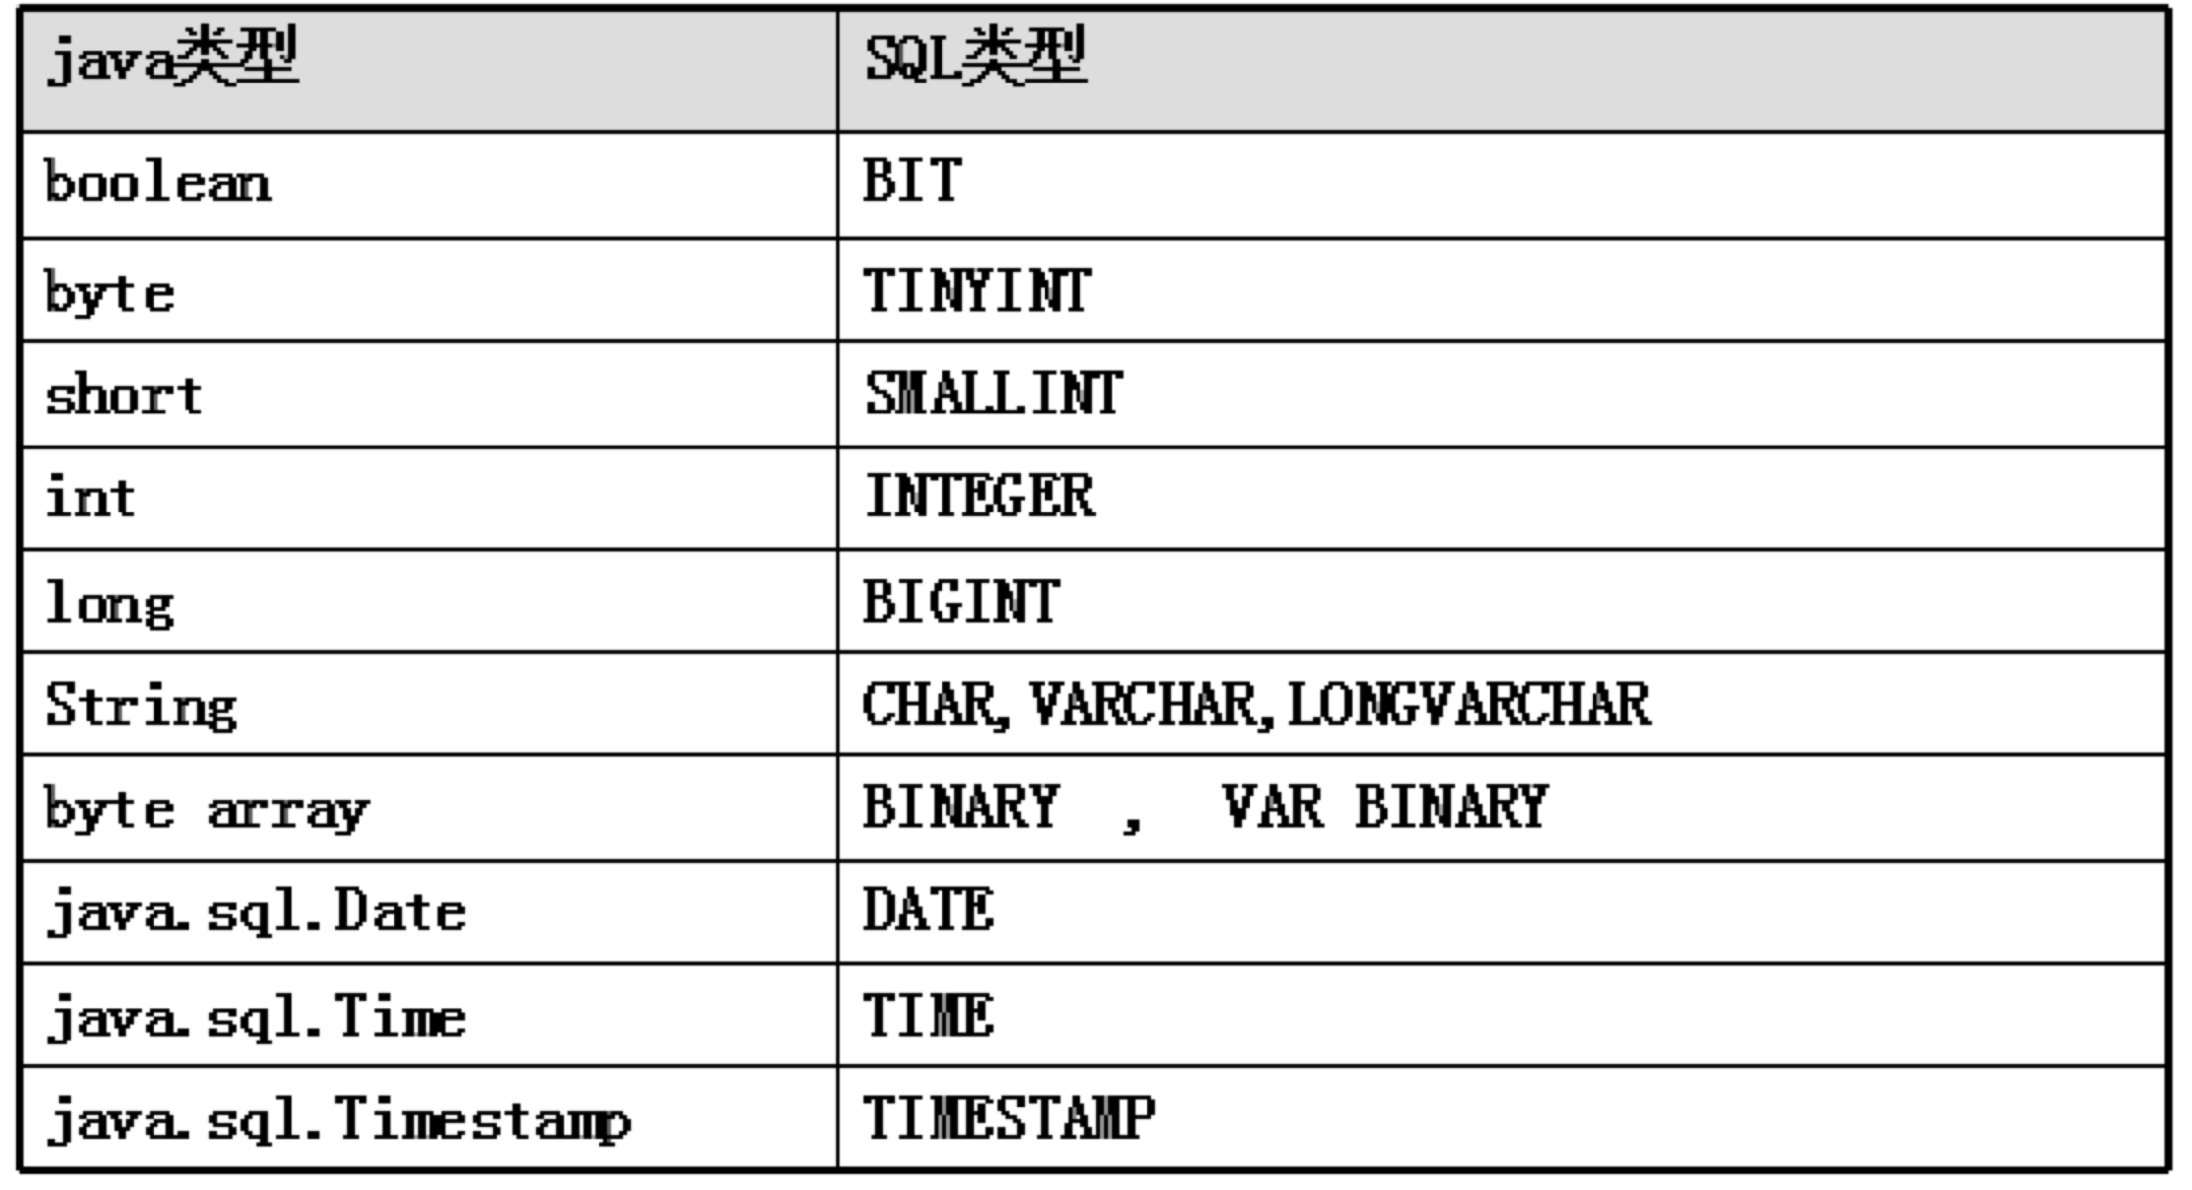 java类型 SQL类型
boolean BIT
byte TINYINT
short SMALLINT
int INTEGER
long BIGINT
String CHAR,VARCHAR,LONGVARCHAR
byte array BINARY , VAR BINARY
java.sql.Date DATE
java.sql.Time TIME
java.sql.Timestamp TIMESTAMP